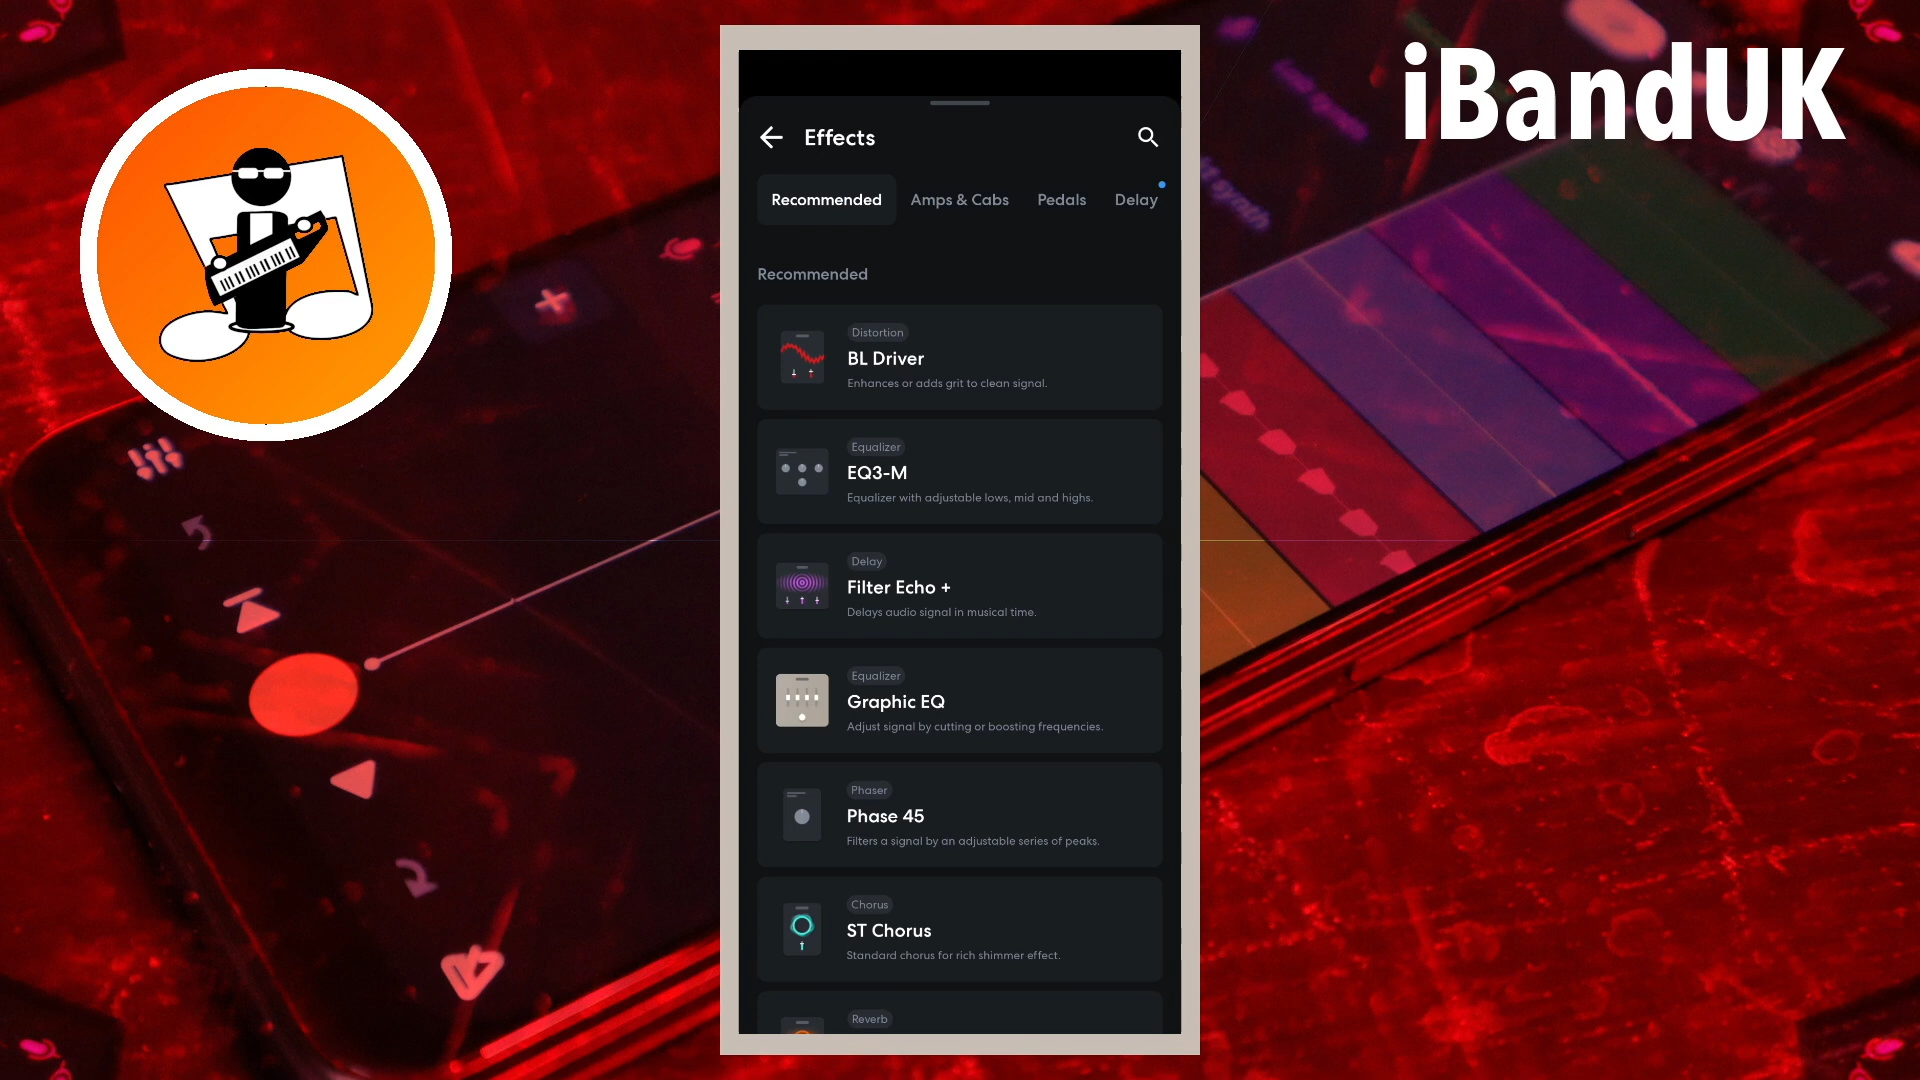 iBandUK
Effects
Recommended Amps & Cabs Pedals Delay
Recommended
Distortion
BL Driver
Enhances or adds grit to clean signal.
Equalizer
EQ3-M
Equalizer with adjustable lows, mid and highs.
Delay
Filter Echo +
Delays audio signal in musical time.
Equalizer
Graphic EQ
Adjust signal by cutting or boosting frequencies.
Phaser
Phase 45
Filters a signal by an adjustable series of peaks.
Chorus
ST Chorus
Standard chorus for rich shimmer effect.
Reverb